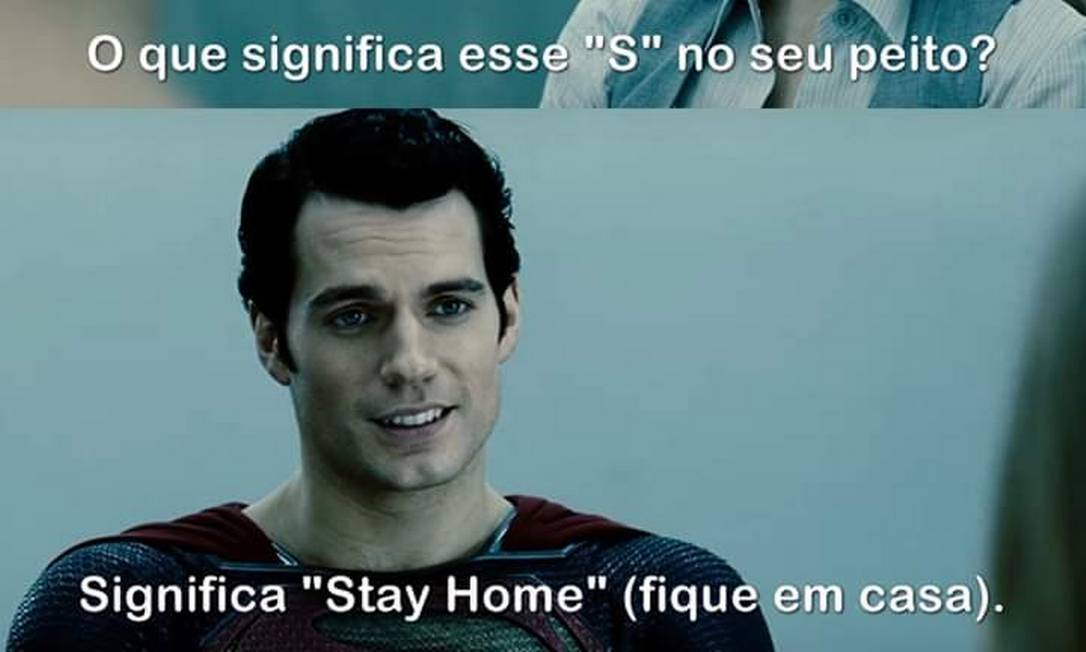 O que significa esse "S" no seu peito?
Significa "Stay Home" (fique em casa).